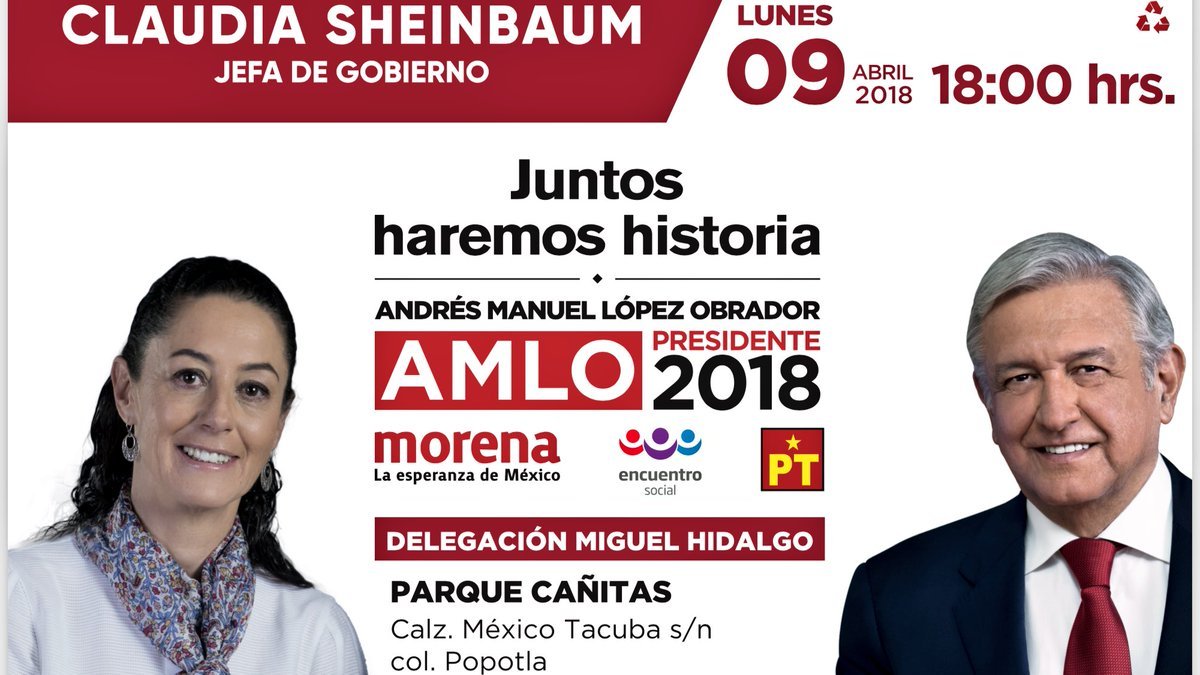 CLAUDIA SHEINBAUM
JEFA DE GOBIERNO
LUNES
09
ABRIL
2018
18:00 hrs.
Juntos
haremos historia
ANDRÉS MANUEL LÓPEZ OBRADOR
AMLO
PRESIDENTE
2018
morena
La esperanza de México
encuentro
social
PT
DELEGACIÓN MIGUEL HIDALGO
PARQUE CAÑITAS
Calz. México Tacuba s/n
col. Popotla